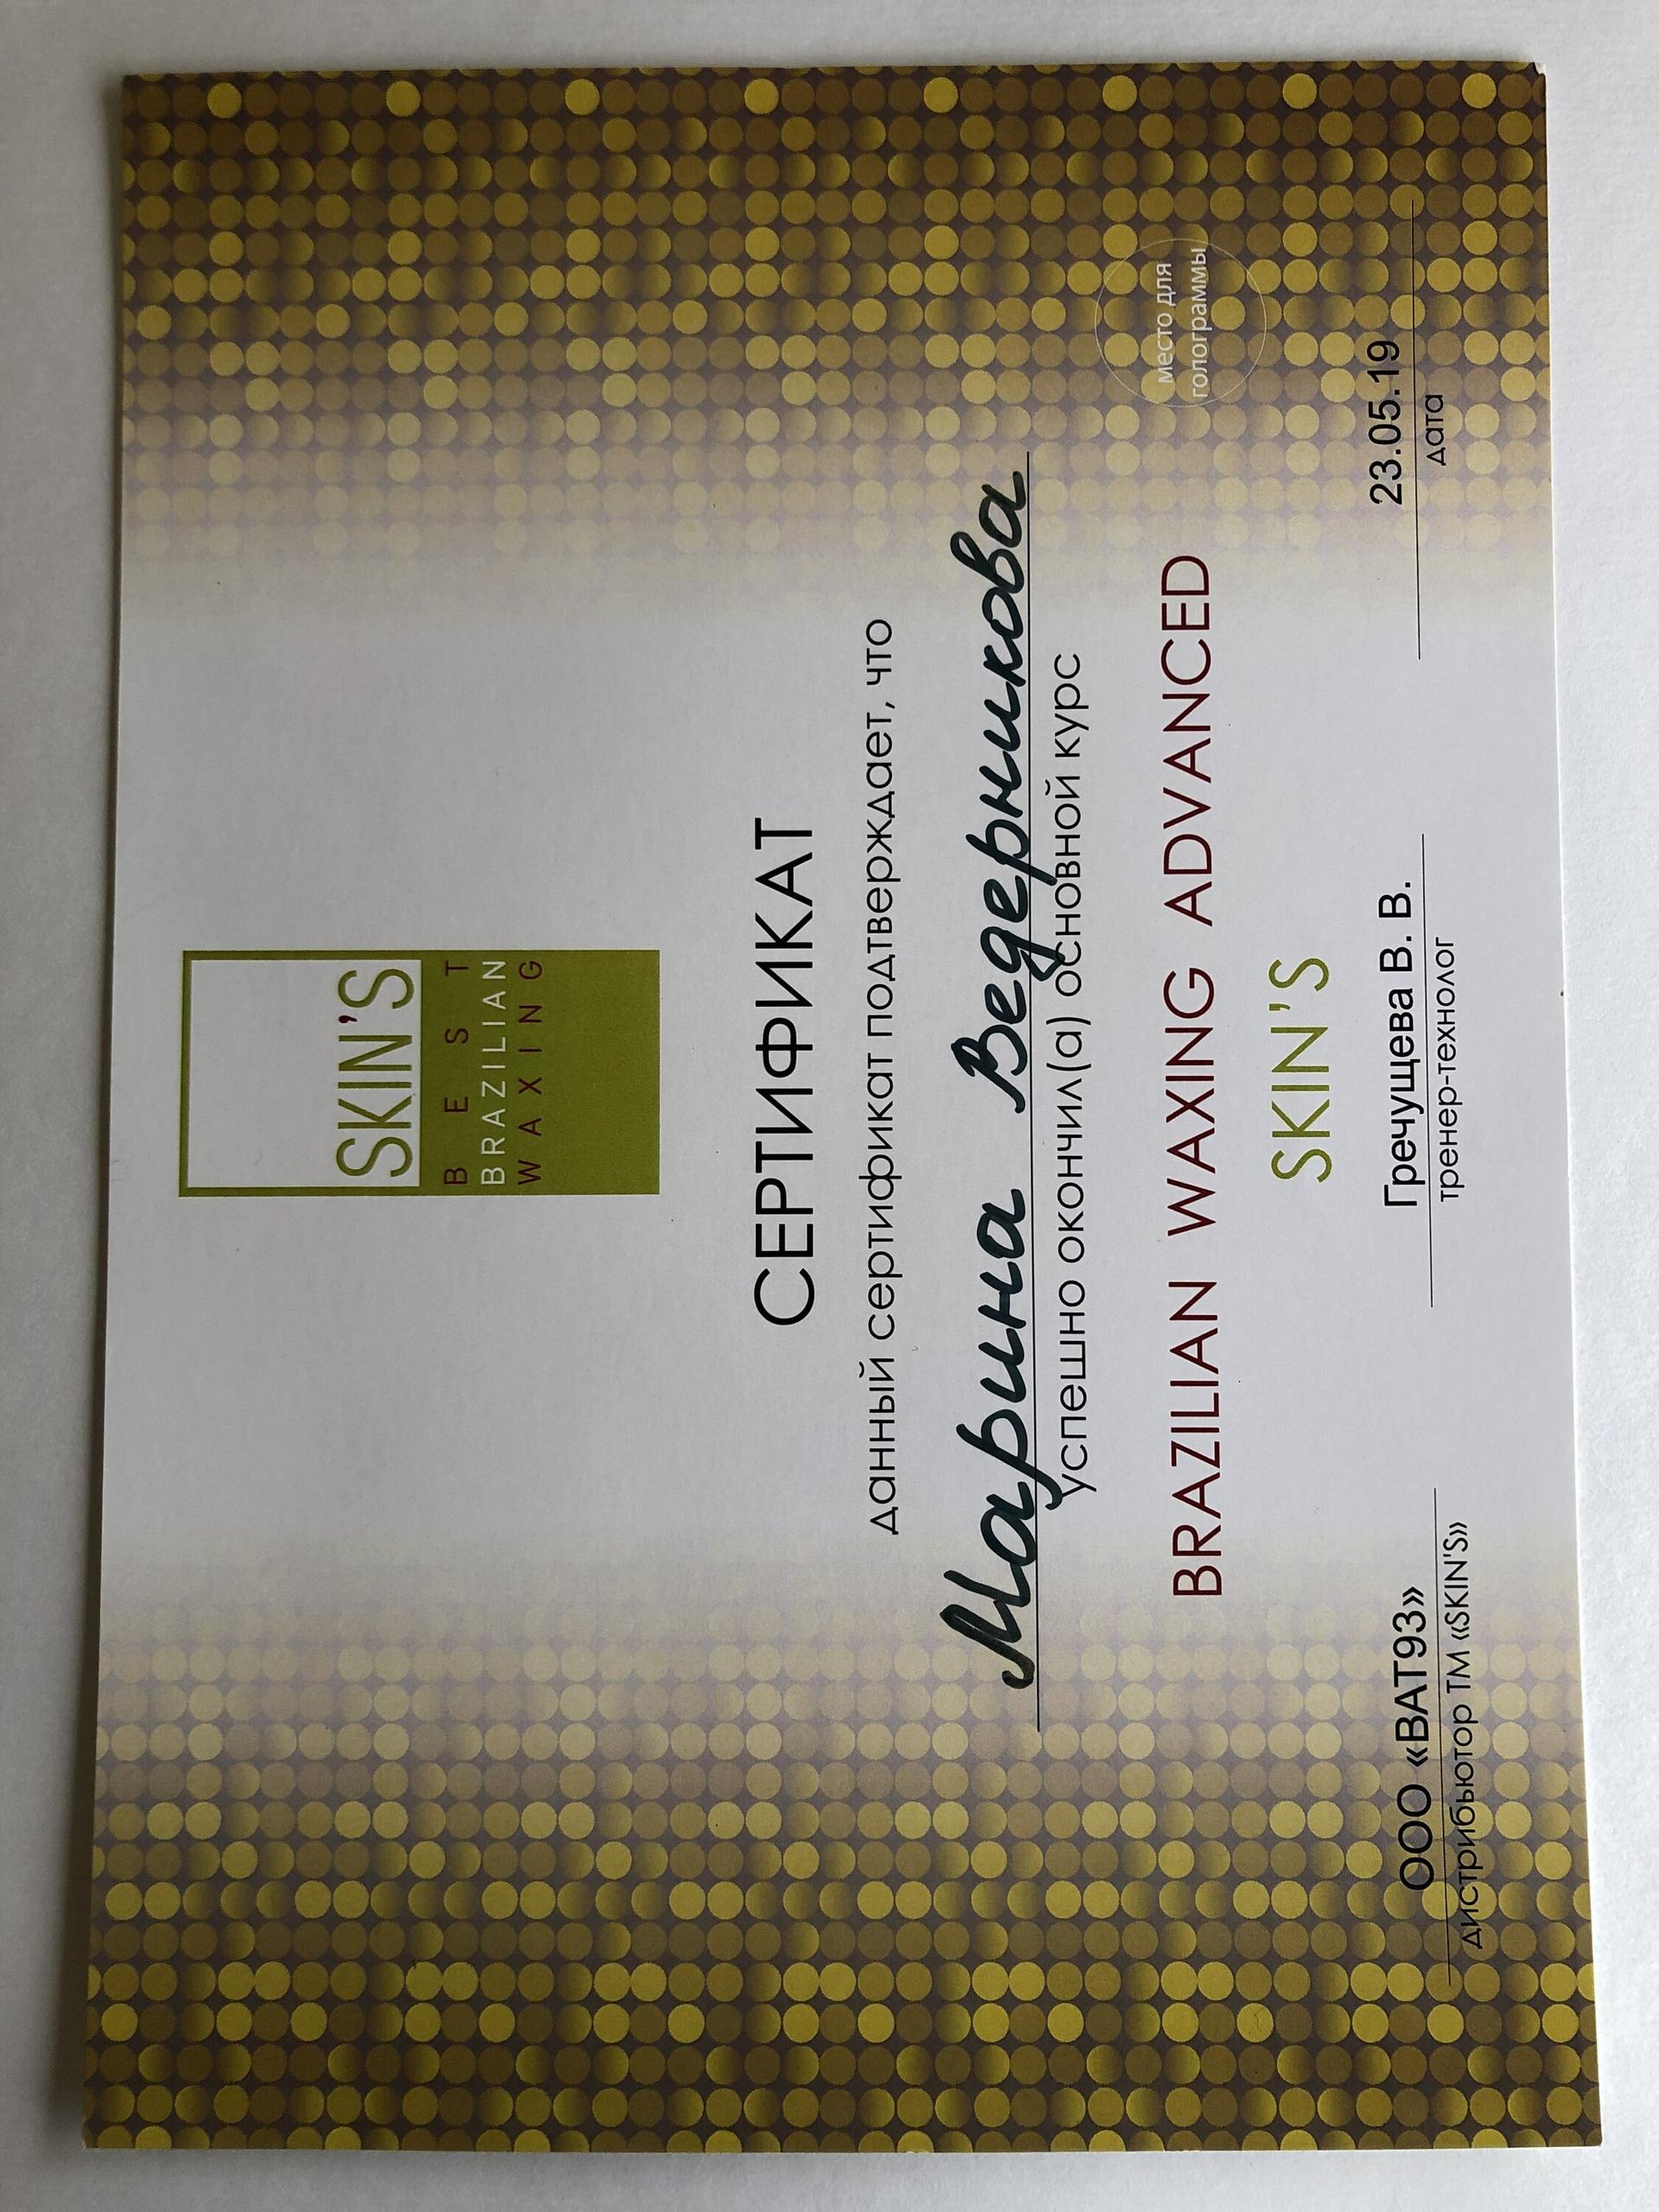 SKIN'S
BEST
BRAZILIAN
WAXING
СЕРТИФИКАТ
данный сертификат подтверждает, что
Марина Ведерникова
успешно окончил(а) основной курс
BRAZILIAN WAXING ADVANCED
SKIN'S
место для
голограммы
ООО «ВАТ93»
дистрибьютор ТМ «SKIN'S»
Гречущева В. В.
тренер-технолог
23.05.19
дата